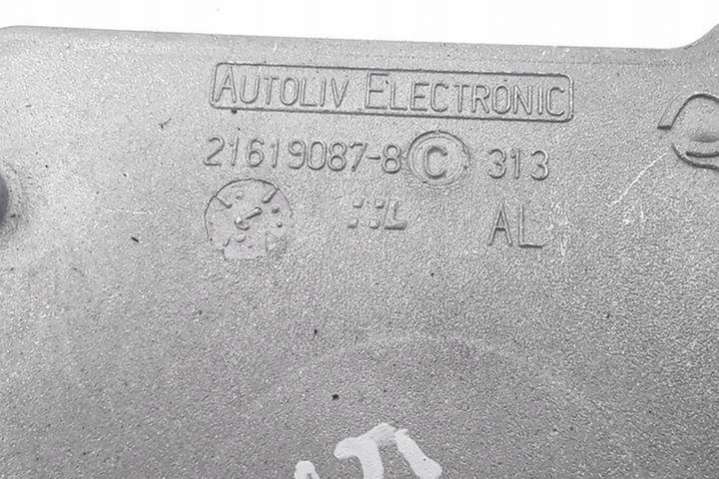 AUTOLIV ELECTRONIC
21619087-8 C 313
AL